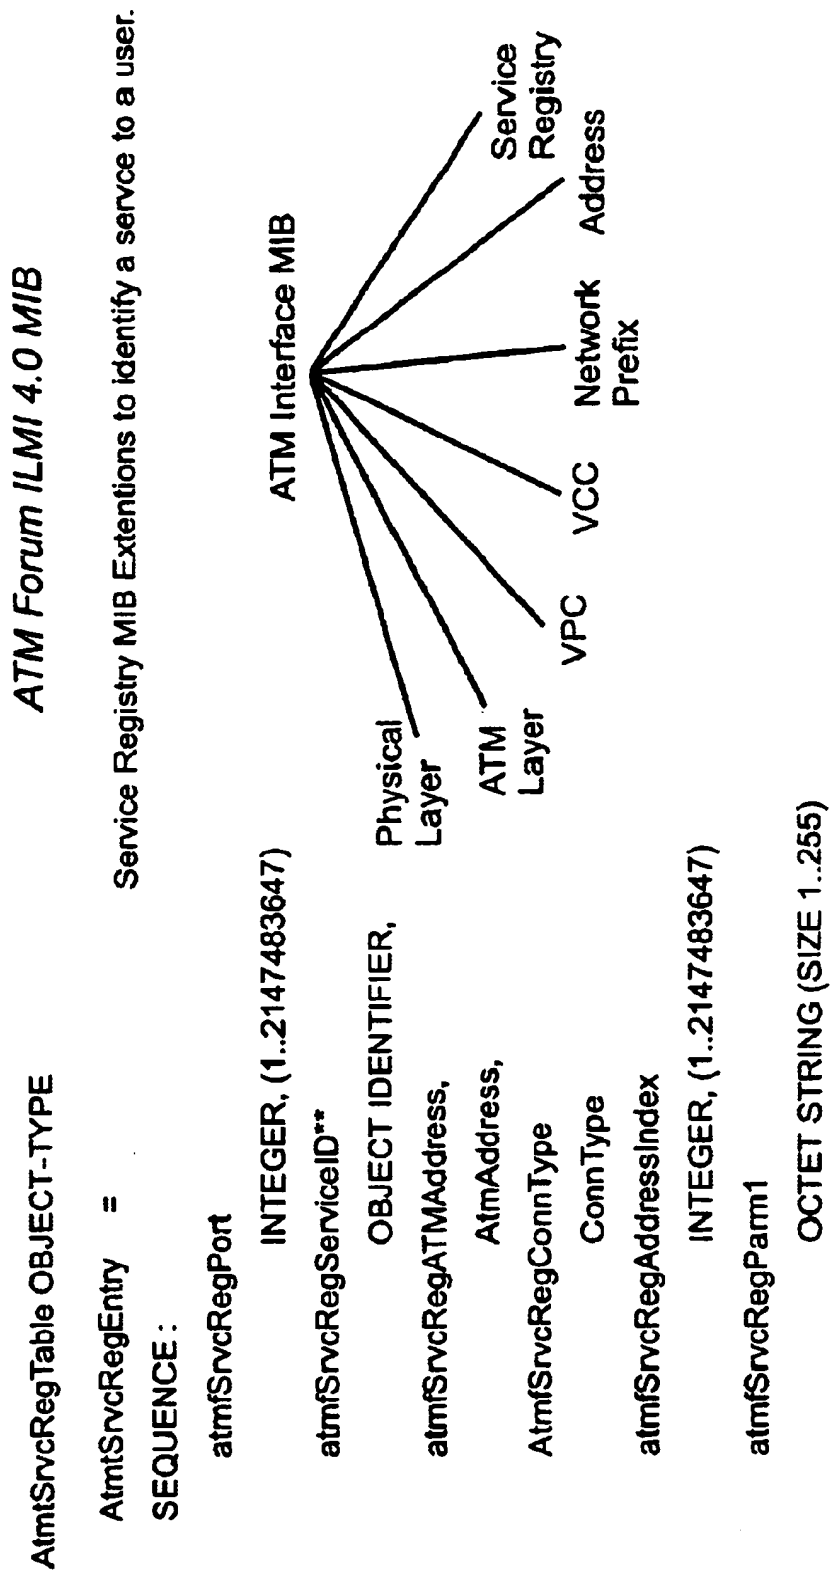 ATM Forum ILMI 4.0 MIB
AtmtSrvcRegTable OBJECT-TYPE
Service Registry MIB Extentions to identify a servce to a user.
AtmtSrvcRegEntry =
SEQUENCE :
atmfSrvcRegPort
INTEGER, (1..2147483647)
atmfSrvcRegServiceID**
OBJECT IDENTIFIER,
atmfSrvcRegATMAddress,
AtmAddress,
AtmfSrvcRegConnType
ConnType
atmfSrvcRegAddressIndex
INTEGER, (1..2147483647)
atmfSrvcRegParm1
OCTET STRING (SIZE 1..255)
ATM Interface MIB
Physical
Layer
ATM
Layer
VPC
VCC
Network
Prefix
Address
Service
Registry